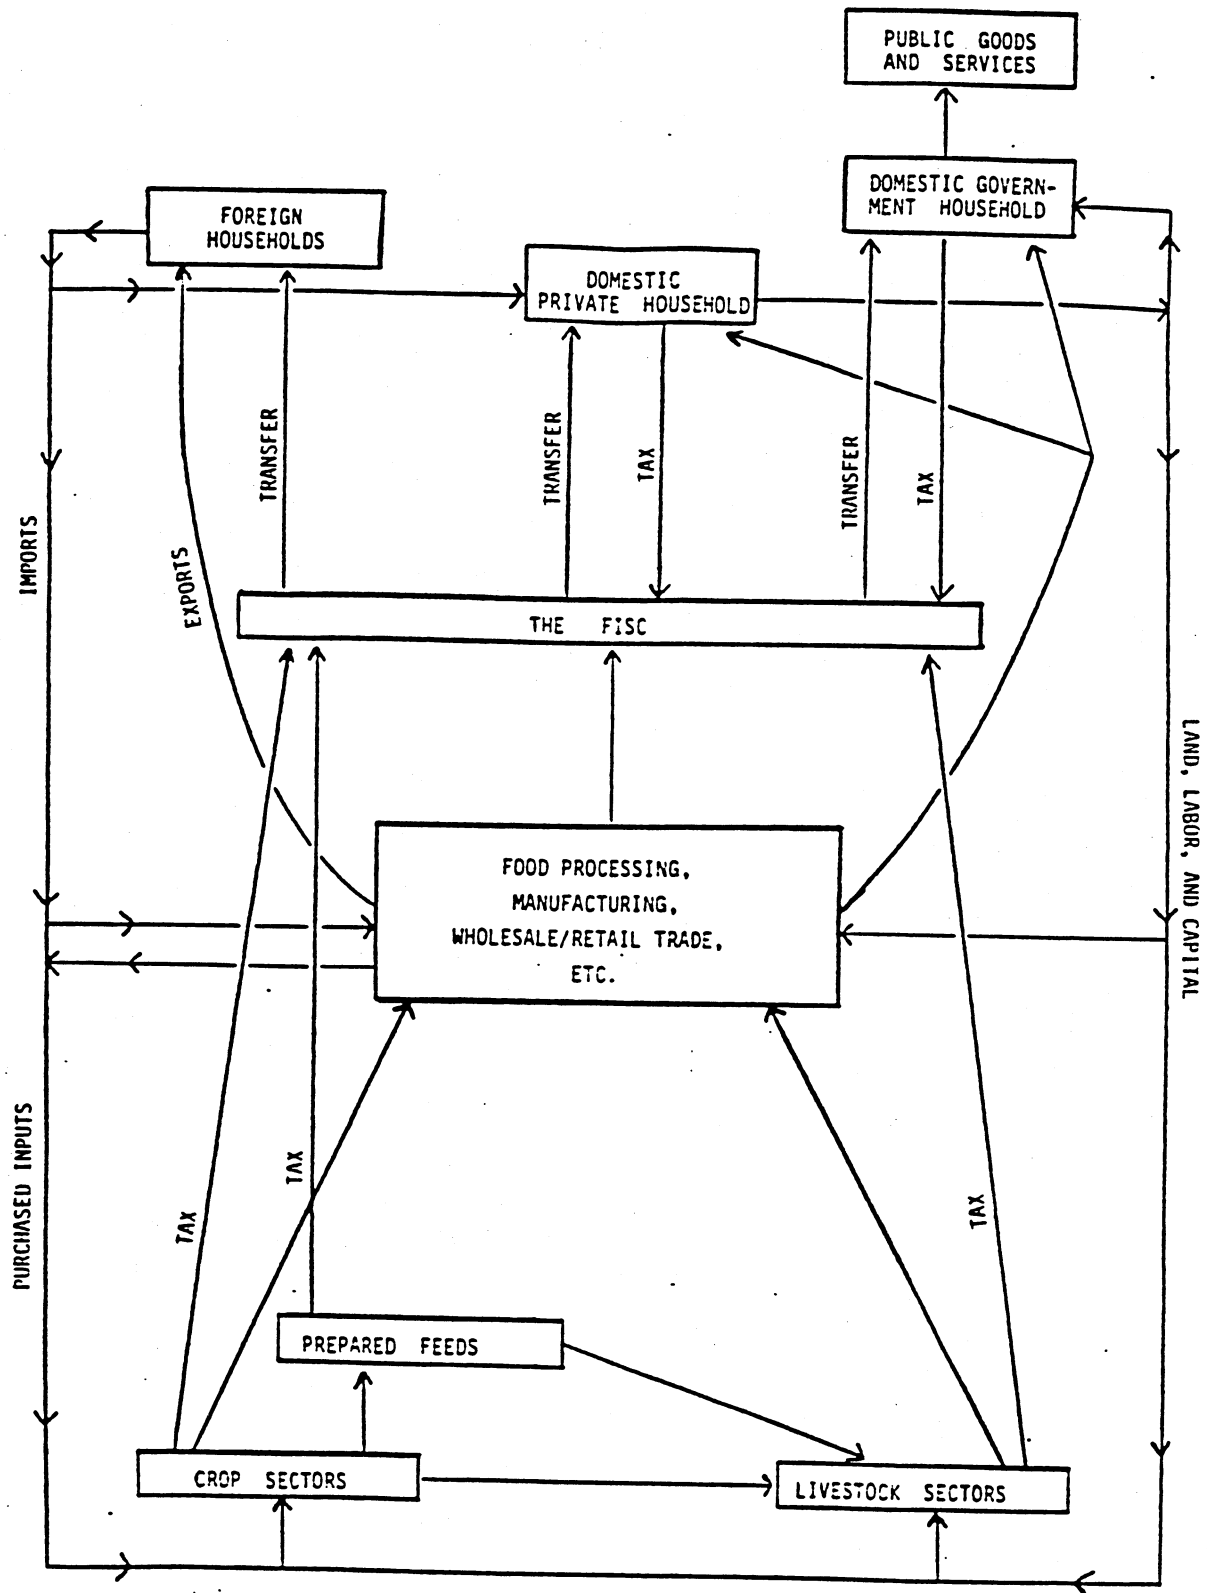 PUBLIC GOODS
AND SERVICES
DOMESTIC GOVERN-
MENT HOUSEHOLD
FOREIGN
HOUSEHOLDS
DOMESTIC
PRIVATE HOUSEHOLD
TRANSFER
TRANSFER
TAX
TRANSFER
TAX
IMPORTS
EXPORTS
THE FISC
LAND, LABOR, AND CAPITAL
FOOD PROCESSING,
MANUFACTURING,
WHOLESALE/RETAIL TRADE,
ETC.
PURCHASED INPUTS
TAX
TAX
TAX
PREPARED FEEDS
CROP SECTORS
LIVESTOCK SECTORS